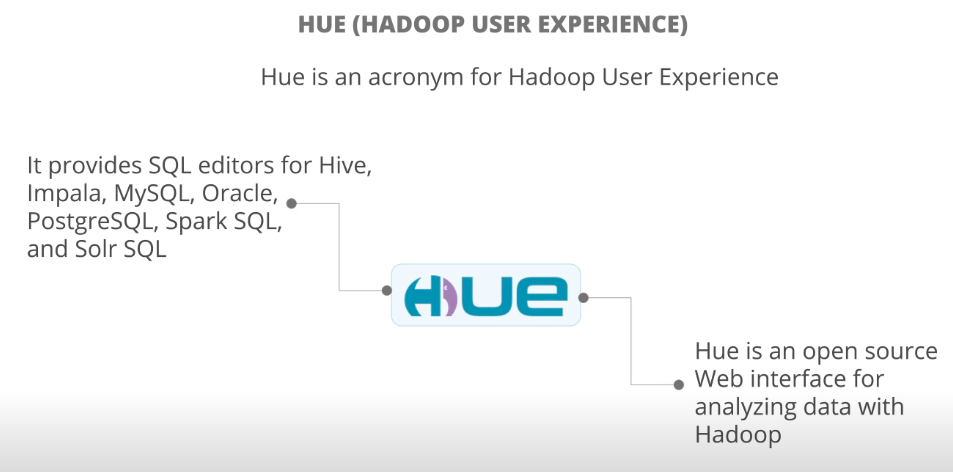 HUE (HADOOP USER EXPERIENCE)
Hue is an acronym for Hadoop User Experience
It provides SQL editors for Hive,
Impala, MySQL, Oracle,
PostgreSQL, Spark SQL,
and Solr SQL
HUE
Hue is an open source
Web interface for
analyzing data with
Hadoop